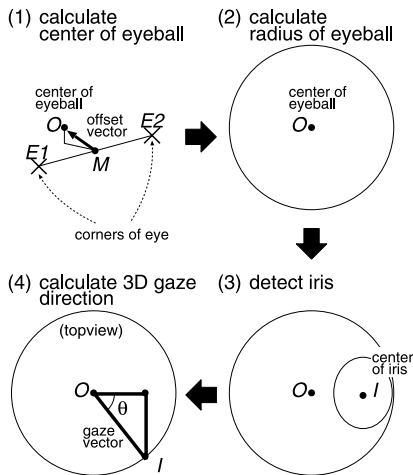 (1) calculate
center of eyeball
center of
eyeball
O
offset
vector
E2
E1
M
corners of eye
(2) calculate
radius of eyeball
center of
eyeball
O
(3) detect iris
center
of iris
O
I
(4) calculate 3D gaze
direction
(topview)
O
θ
gaze
vector
I